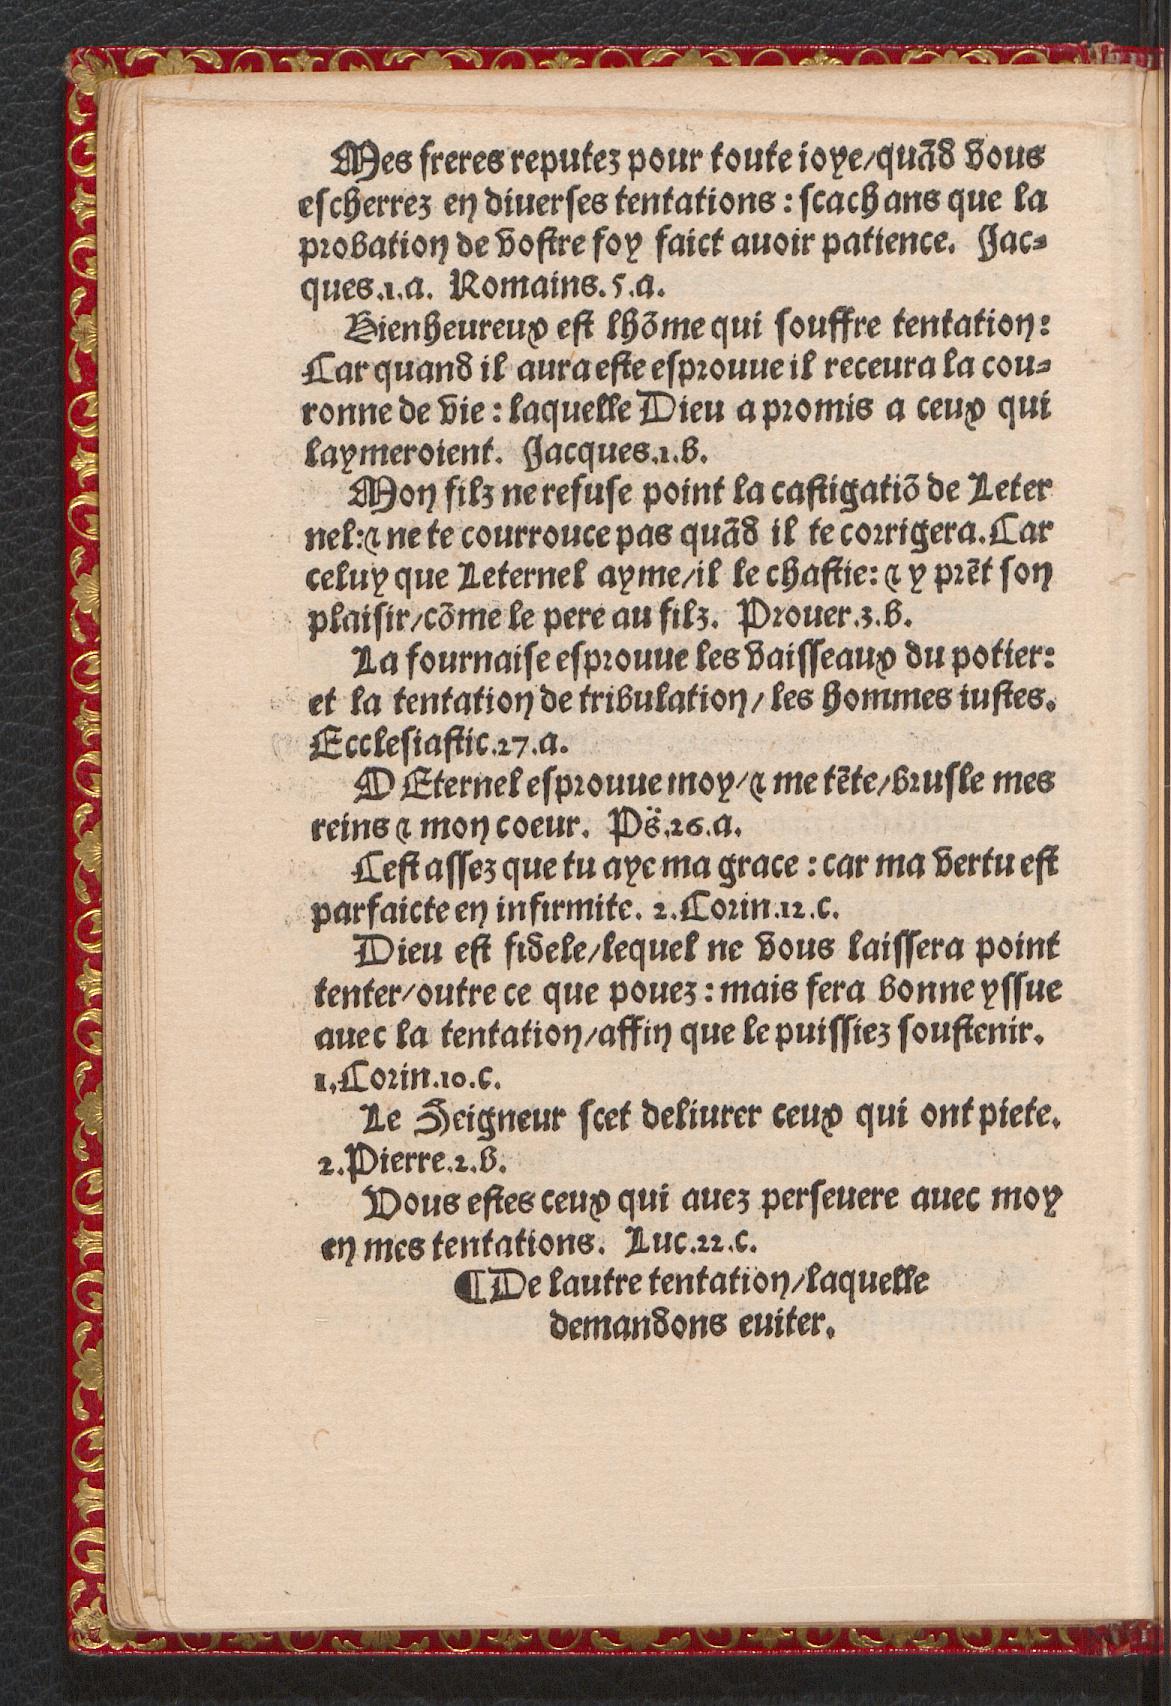 Mes freres reputez pour toute ioye/quãd vous
escherrez en diuerses tentations : scachans que la
probation de vostre foy faict auoir patience. Jac=
ques.1.a. Romains.5.a.
Bienheureux est lhõme qui souffre tentation:
Car quand il aura este esprouue il receura la cou=
ronne de vie : laquelle Dieu a promis a ceux qui
laymeroient. Jacques.1.b.
Mon filz ne refuse point la castigatiõ de Leter
nel:⁊ ne te courrouce pas quãd il te corrigera. Car
celuy que Leternel ayme/il le chastie: ⁊ y prẽt son
plaisir/cõme le pere au filz. Prouer.3.b.
La fournaise esprouue les vaisseaux du potier:
et la tentation de tribulation/ les hommes iustes.
Ecclesiastic.27.a.
O Eternel esprouue moy/⁊ me tẽte/brusle mes
reins ⁊ mon coeur. Ps̈.26.a.
Cest assez que tu aye ma grace : car ma vertu est
parfaicte en infirmite. 2.Corin.12.c.
Dieu est fidele/lequel ne vous laissera point
tenter/outre ce que pouez : mais fera bonne yssue
auec la tentation/affin que le puissiez soustenir.
1.Corin.10.c.
Le Seigneur scet deliurer ceux qui ont piete.
2.Pierre.2.b.
Vous estes ceux qui auez perseuere auec moy
en mes tentations. Luc.22.c.
¶De lautre tentation/laquelle
demandons euiter.